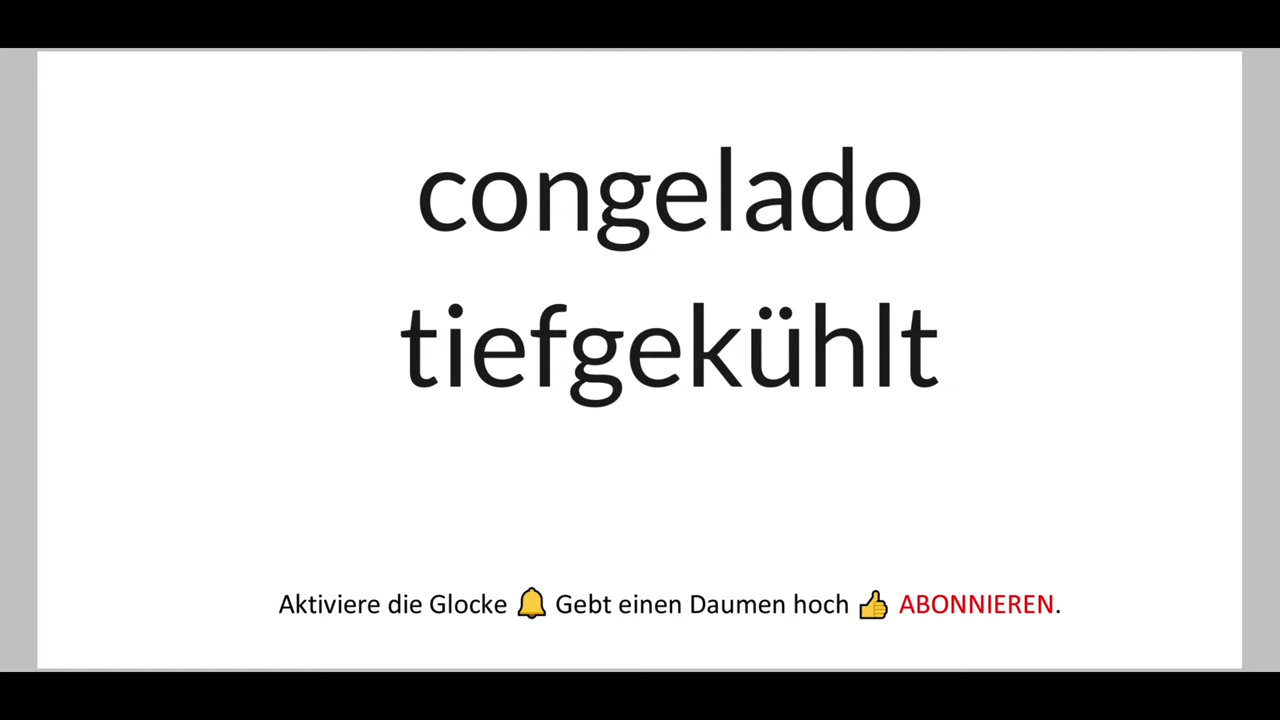 congelado
tiefgekühlt
Aktiviere die Glocke 🔔 Gebt einen Daumen hoch 👍 ABONNIEREN.